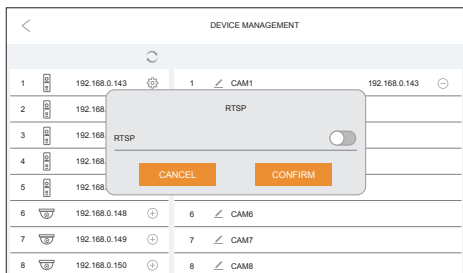 DEVICE MANAGEMENT
1 192.168.0.143 1 CAM1 192.168.0.143
2 192.168.
RTSP
3 192.168.
RTSP
4 192.168.
CANCEL CONFIRM
5 192.168.
6 192.168.0.148 6 CAM6
7 192.168.0.149 7 CAM7
8 192.168.0.150 8 CAM8